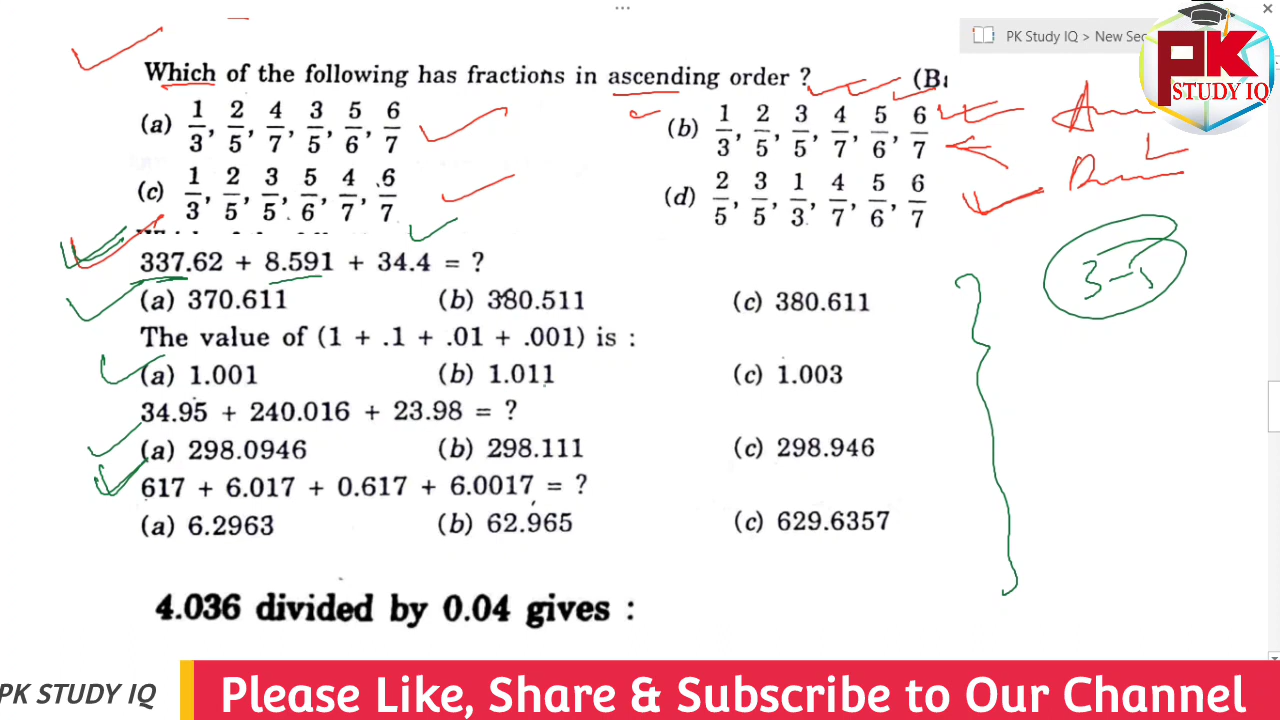 PK Study IQ > New Sec
PK
STUDY IQ
Which of the following has fractions in ascending order ? (Ba
(a) 1/3, 2/5, 4/7, 3/5, 5/6, 6/7 (b) 1/3, 2/5, 3/5, 4/7, 5/6, 6/7
(c) 1/3, 2/5, 3/5, 5/6, 4/7, 6/7 (d) 2/5, 3/5, 1/3, 4/7, 5/6, 6/7
337.62 + 8.591 + 34.4 = ?
(a) 370.611 (b) 380.511 (c) 380.611
The value of (1 + .1 + .01 + .001) is :
(a) 1.001 (b) 1.011 (c) 1.003
34.95 + 240.016 + 23.98 = ?
(a) 298.0946 (b) 298.111 (c) 298.946
617 + 6.017 + 0.617 + 6.0017 = ?
(a) 6.2963 (b) 62.965 (c) 629.6357
4.036 divided by 0.04 gives :
PK STUDY IQ Please Like, Share & Subscribe to Our Channel